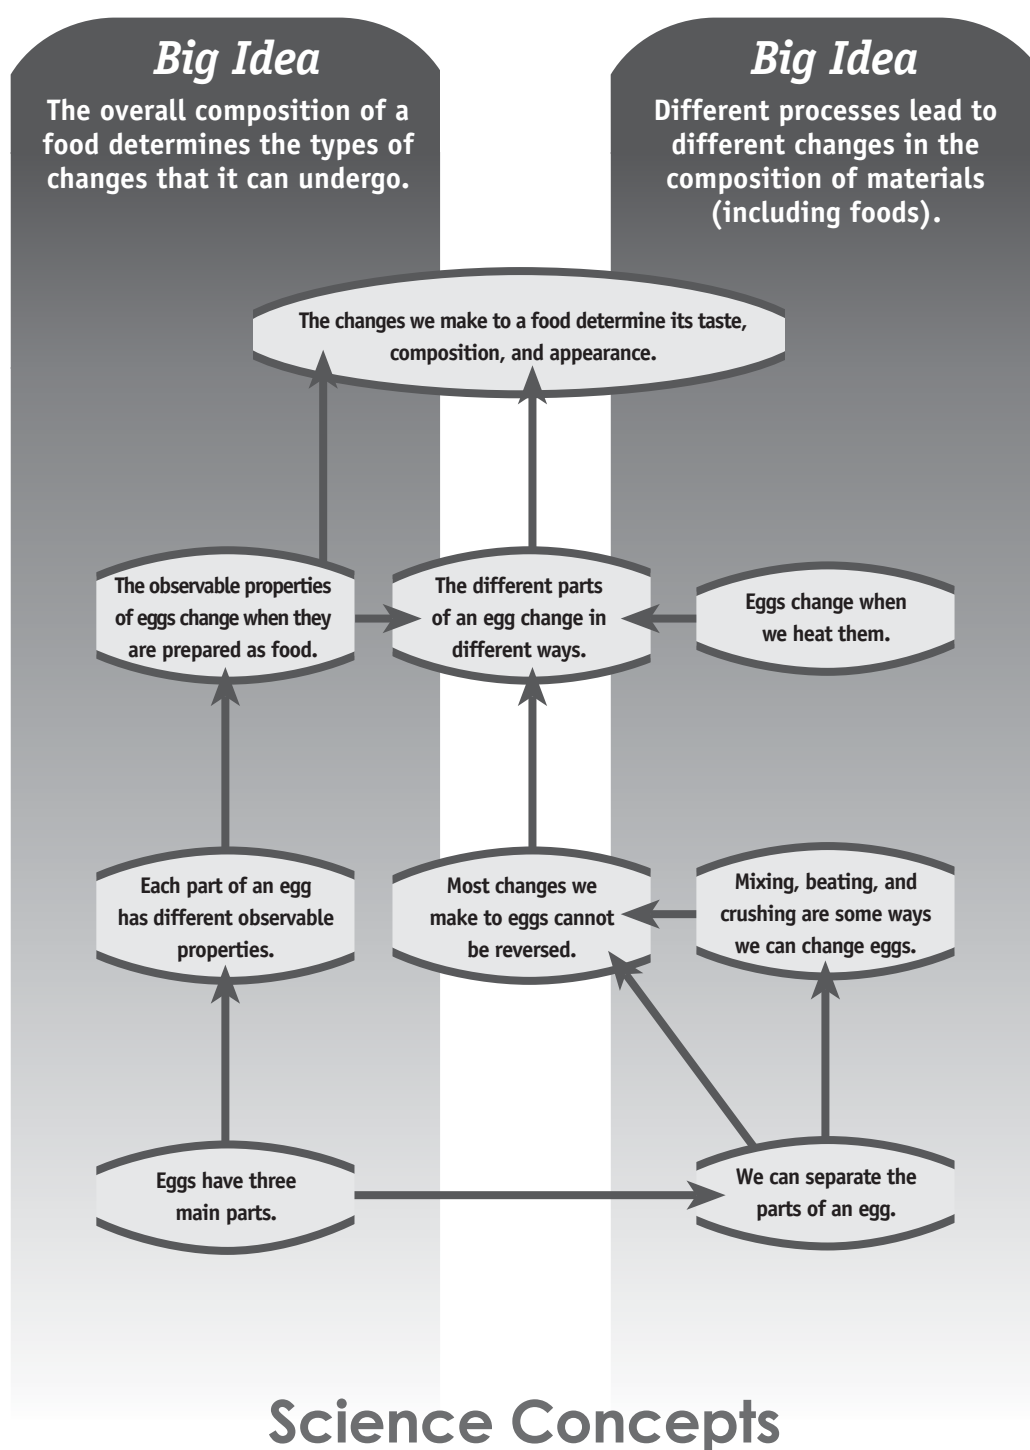 Big Idea
The overall composition of a
food determines the types of
changes that it can undergo.
Big Idea
Different processes lead to
different changes in the
composition of materials
(including foods).
The changes we make to a food determine its taste,
composition, and appearance.
The observable properties
of eggs change when they
are prepared as food.
The different parts
of an egg change in
different ways.
Eggs change when
we heat them.
Each part of an egg
has different observable
properties.
Most changes we
make to eggs cannot
be reversed.
Mixing, beating, and
crushing are some ways
we can change eggs.
Eggs have three
main parts.
We can separate the
parts of an egg.
Science Concepts